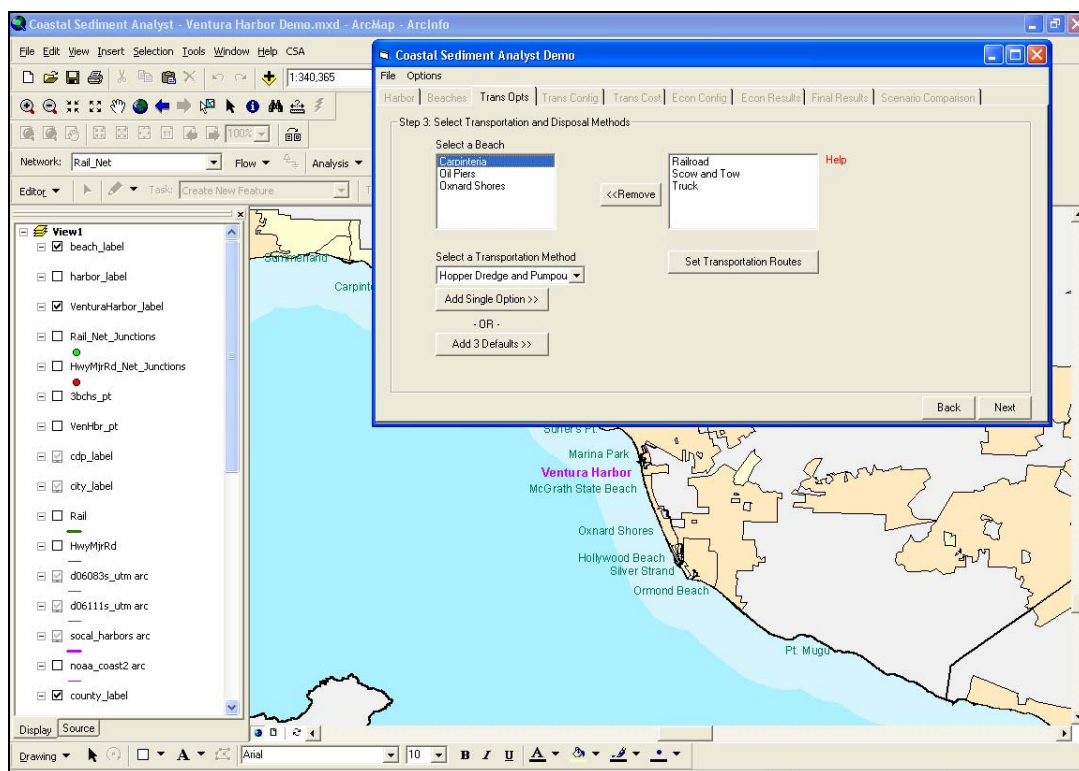 Coastal Sediment Analyst - Ventura Harbor Demo.mxd - ArcMap - ArcInfo
File Edit View Insert Selection Tools Window Help CSA
1:340,365
100%
Network: Rail_Net Flow Analysis
Editor Task: Create New Feature
Coastal Sediment Analyst Demo
File Options
Harbor Beaches Trans Opts Trans Config Trans Cost Econ Config Econ Results Final Results Scenario Comparison
Step 3: Select Transportation and Disposal Methods
Select a Beach
Carpinteria
Oil Piers
Oxnard Shores
<<Remove
Railroad
Scow and Tow
Truck
Help
Select a Transportation Method
Hopper Dredge and Pumpou
Set Transportation Routes
Add Single Option >>
- OR -
Add 3 Defaults >>
Back Next
View1
beach_label
harbor_label
VenturaHarbor_label
Rail_Net_Junctions
HwyMjrRd_Net_Junctions
3bchs_pt
VenHbr_pt
cdp_label
city_label
Rail
HwyMjrRd
d06083s_utm arc
d06111s_utm arc
socal_harbors arc
noaa_coast2 arc
county_label
Display Source
Summerland
Carpint
Surfer's Pt.
Marina Park
Ventura Harbor
McGrath State Beach
Oxnard Shores
Hollywood Beach
Silver Strand
Ormond Beach
Pt. Mugu
Drawing A Arial 10 B I U A